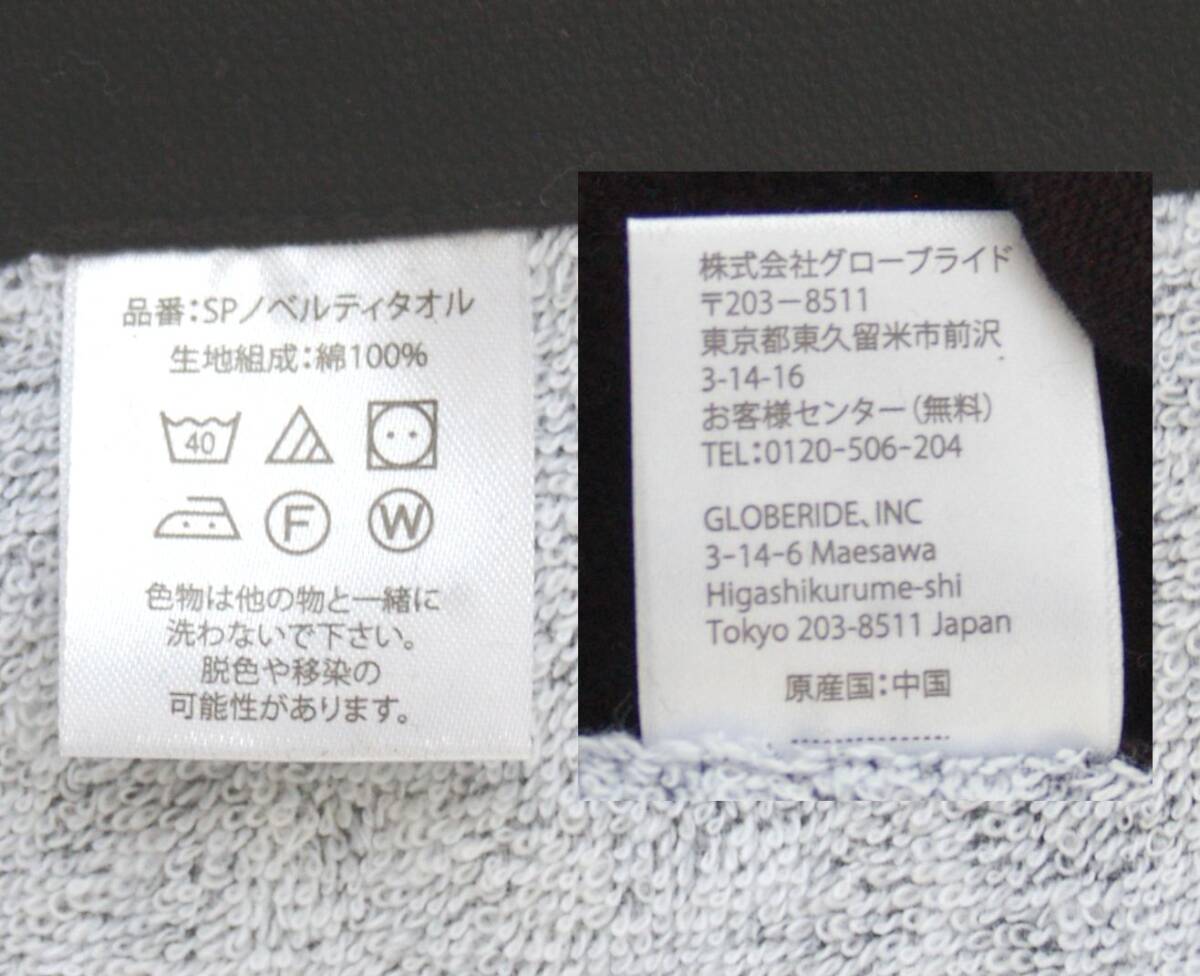 品番：SPノベルティタオル
生地組成：綿100%
40
F
W
色物は他の物と一緒に
洗わないで下さい。
脱色や移染の
可能性があります。
株式会社グローブライド
〒203－8511
東京都東久留米市前沢
3-14-16
お客様センター（無料）
TEL：0120-506-204
GLOBERIDE、INC
3-14-6 Maesawa
Higashikurume-shi
Tokyo 203-8511 Japan
原産国：中国